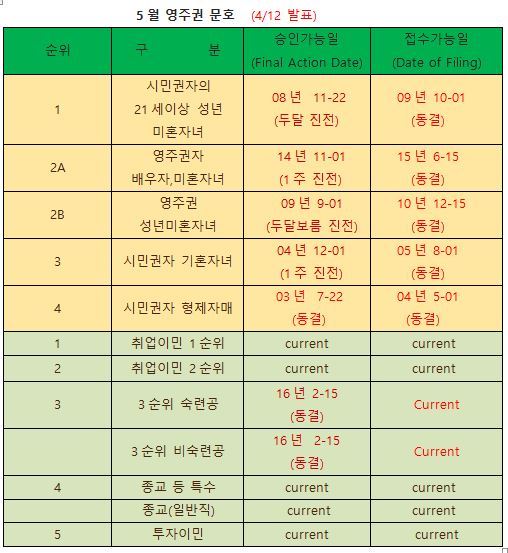 5 월 영주권 문호 (4/12 발표)
순위 구 분 승인가능일 (Final Action Date) 접수가능일 (Date of Filing)
1 시민권자의 21 세이상 성년 미혼자녀 08 년 11-22 (두달 진전) 09 년 10-01 (동결)
2A 영주권자 배우자,미혼자녀 14 년 11-01 (1 주 진전) 15 년 6-15 (동결)
2B 영주권 성년미혼자녀 09 년 9-01 (두달보름 진전) 10 년 12-15 (동결)
3 시민권자 기혼자녀 04 년 12-01 (1 주 진전) 05 년 8-01 (동결)
4 시민권자 형제자매 03 년 7-22 (동결) 04 년 5-01 (동결)
1 취업이민 1 순위 current current
2 취업이민 2 순위 current current
3 3 순위 숙련공 16 년 2-15 (동결) Current
3 순위 비숙련공 16 년 2-15 (동결) Current
4 종교 등 특수 current current
종교(일반직) current current
5 투자이민 current current